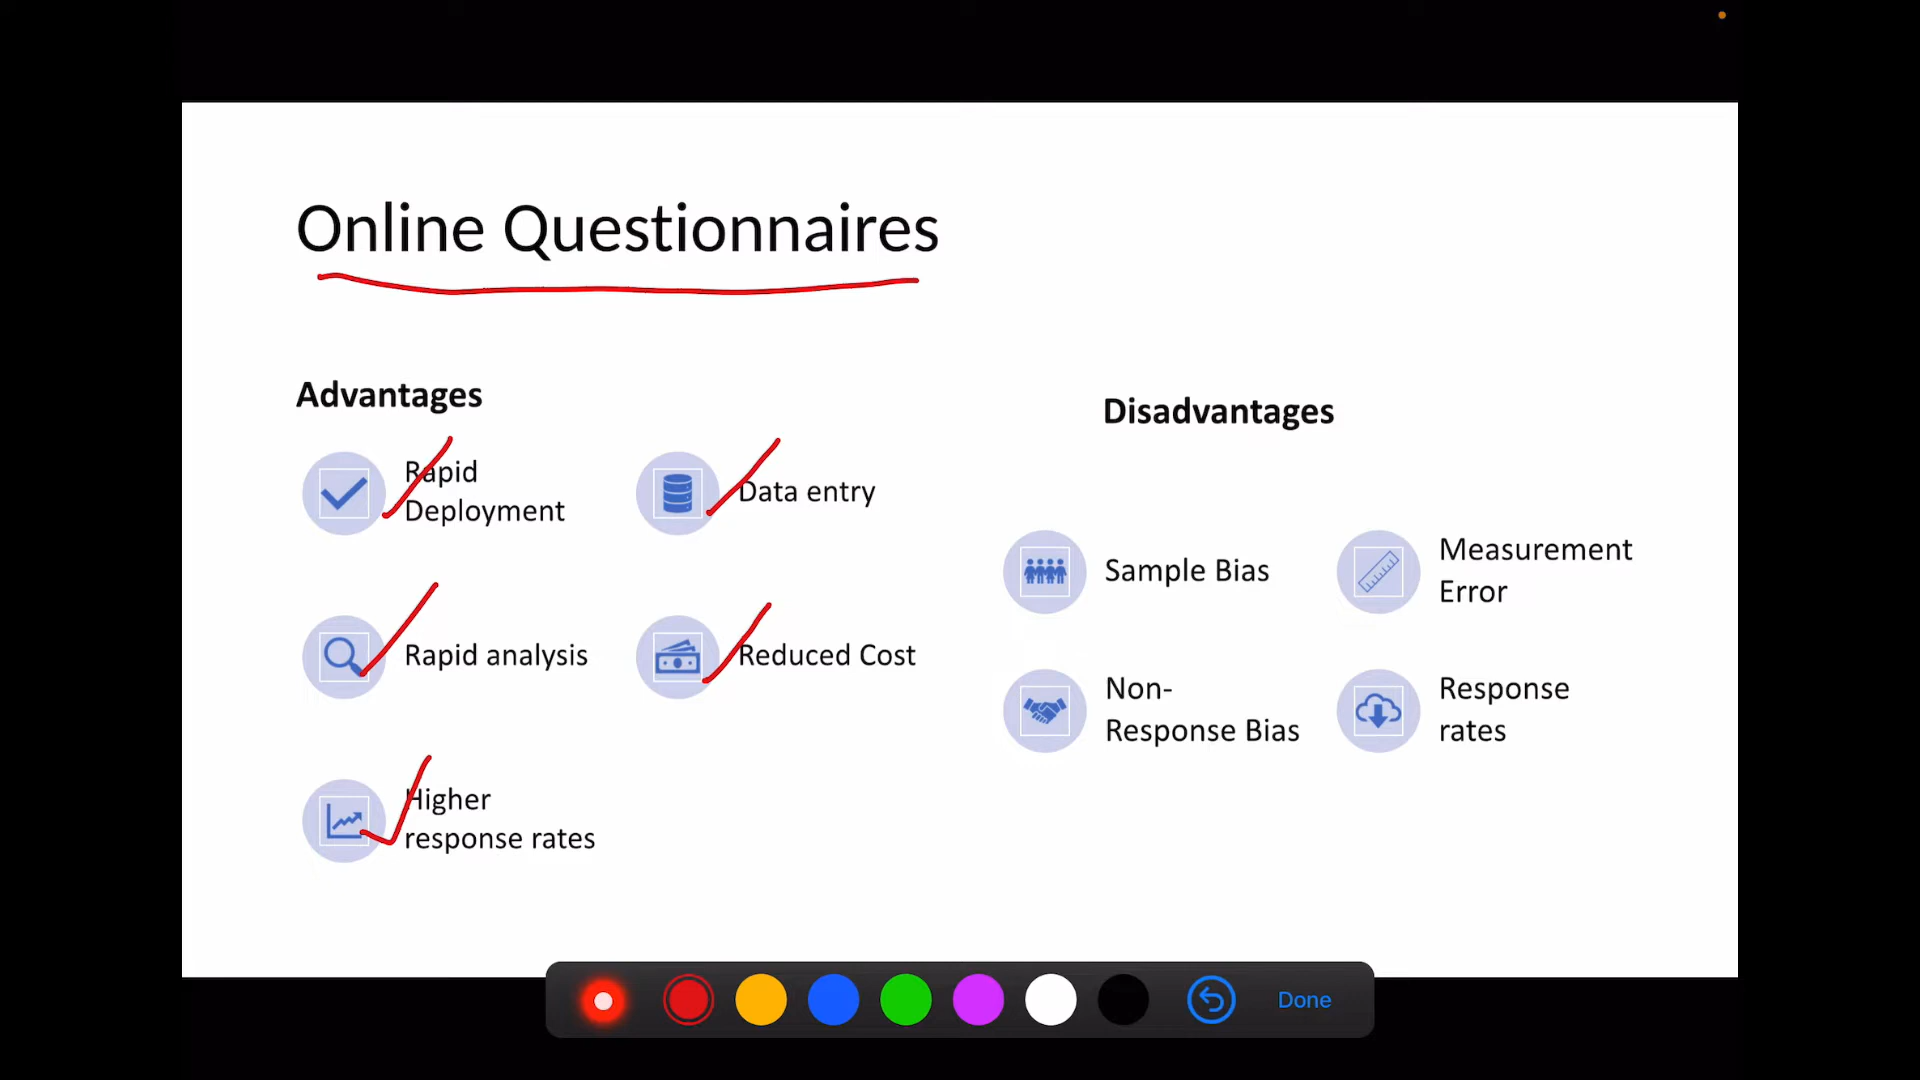 Online Questionnaires
Advantages
Rapid
Deployment
Data entry
Rapid analysis
Reduced Cost
Higher
response rates
Disadvantages
Sample Bias
Measurement
Error
Non-
Response Bias
Response
rates
Done